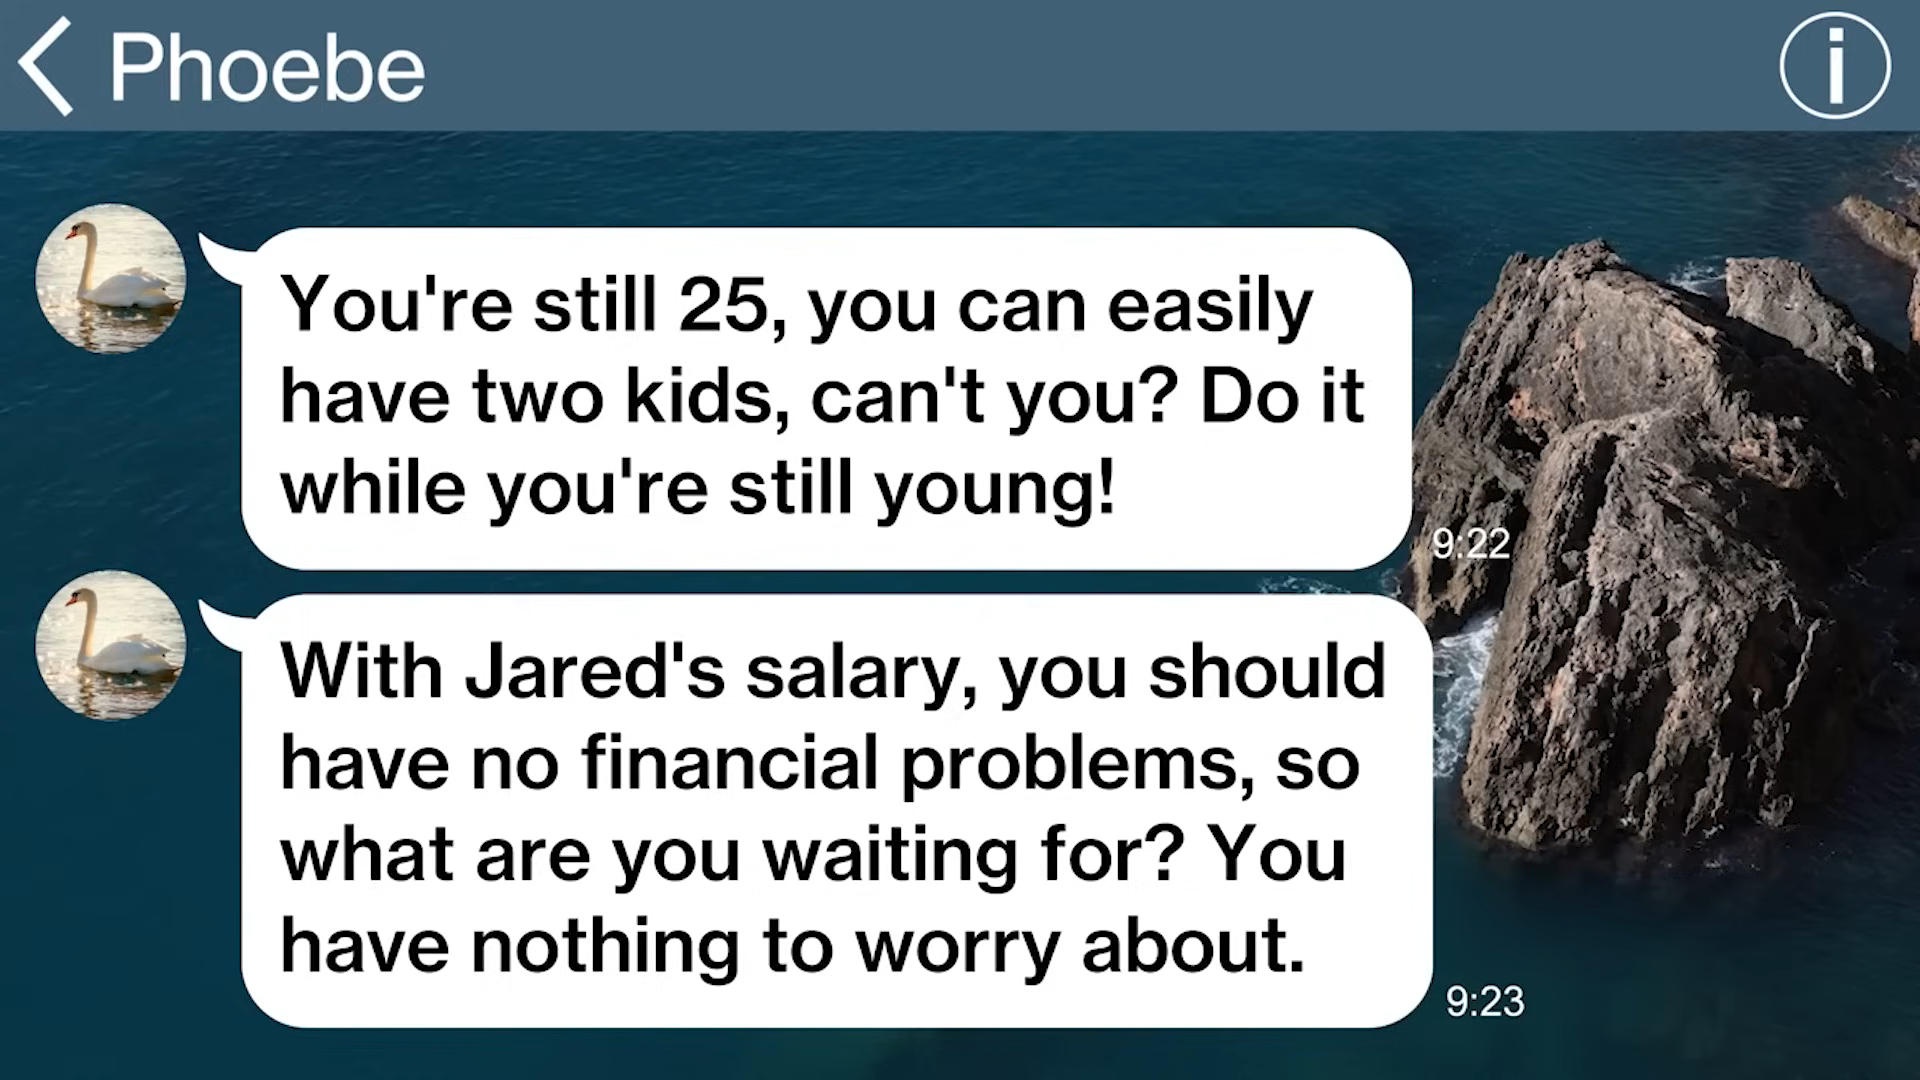 Phoebe
You're still 25, you can easily
have two kids, can't you? Do it
while you're still young!
9:22
With Jared's salary, you should
have no financial problems, so
what are you waiting for? You
have nothing to worry about.
9:23